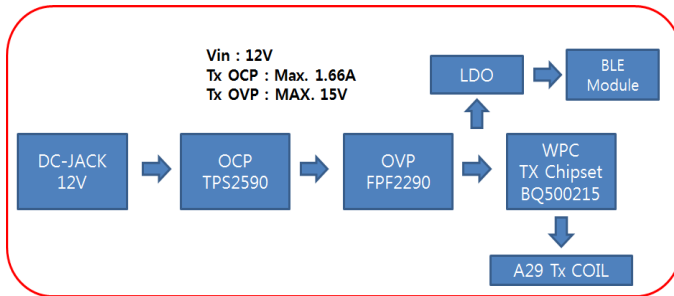 Vin : 12V
Tx OCP : Max. 1.66A
Tx OVP : MAX. 15V
LDO
BLE
Module
DC-JACK
12V
OCP
TPS2590
OVP
FPF2290
WPC
TX Chipset
BQ500215
A29 Tx COIL